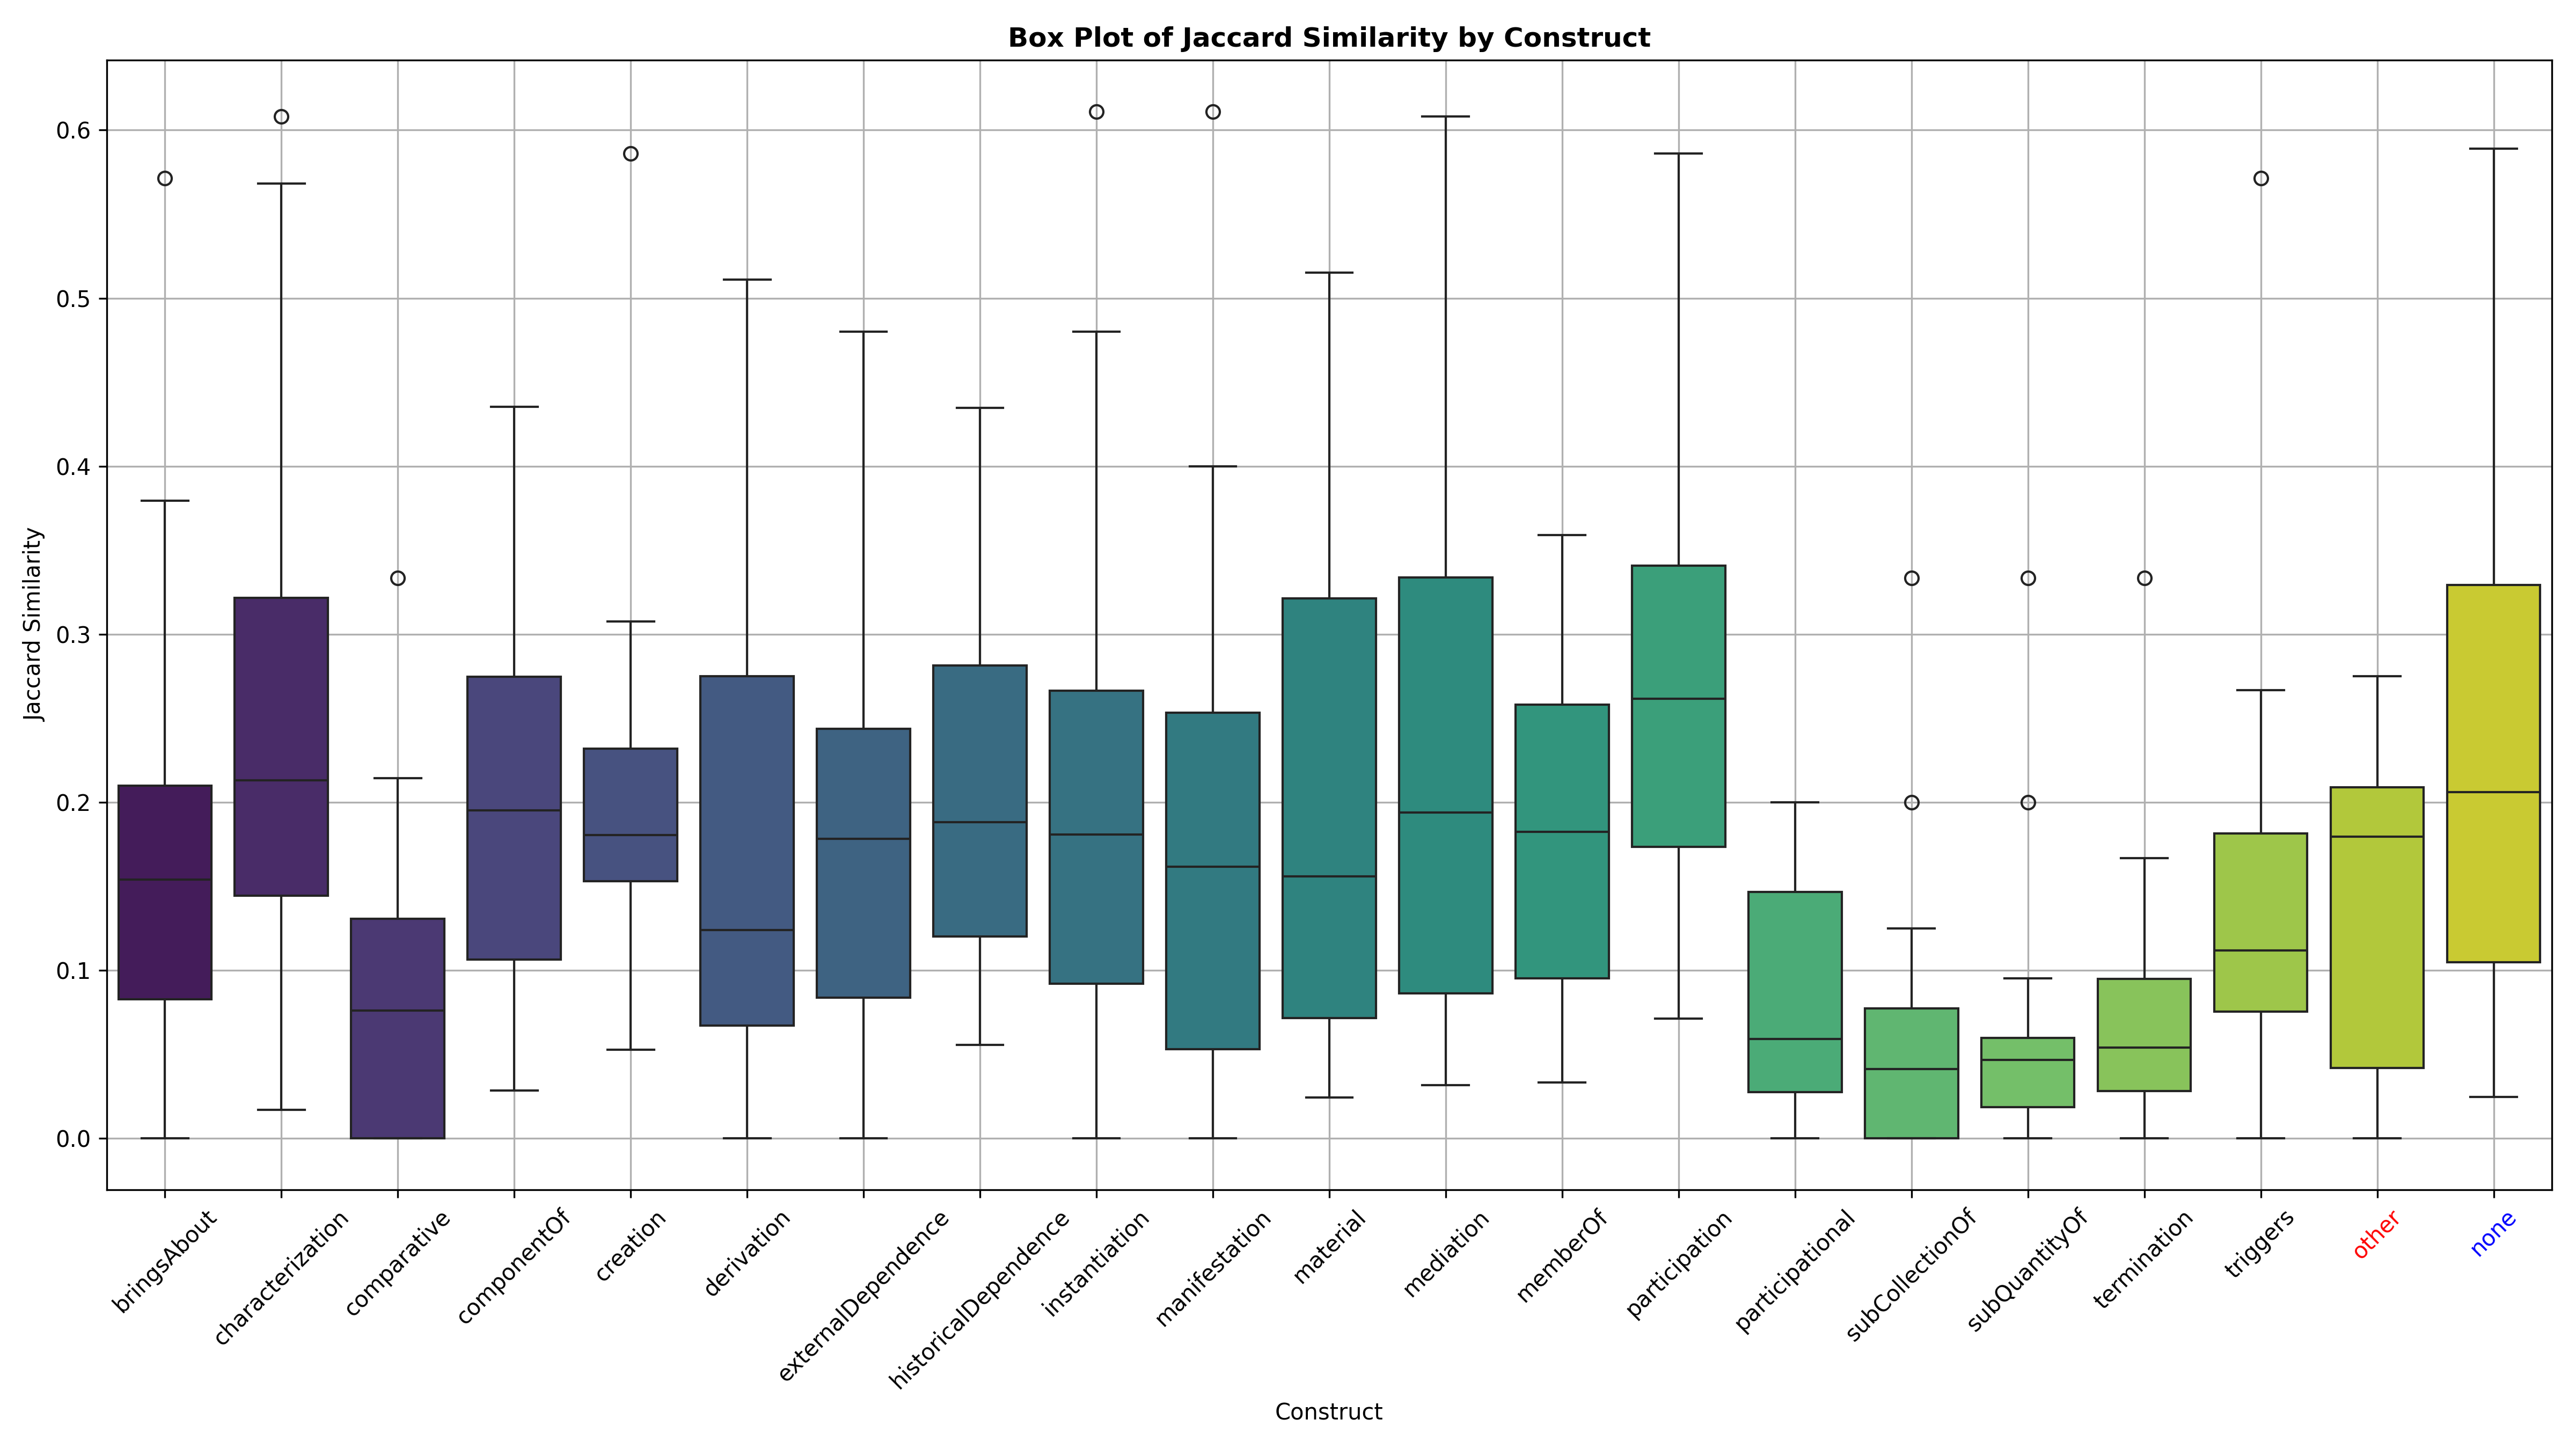 Box Plot of Jaccard Similarity by Construct
Jaccard Similarity
0.6
0.5
0.4
0.3
0.2
0.1
0.0
bringsAbout
characterization
comparative
componentOf
creation
derivation
externalDependence
historicalDependence
instantiation
manifestation
material
mediation
memberOf
participation
participational
subCollectionOf
subQuantityOf
termination
triggers
other
none
Construct